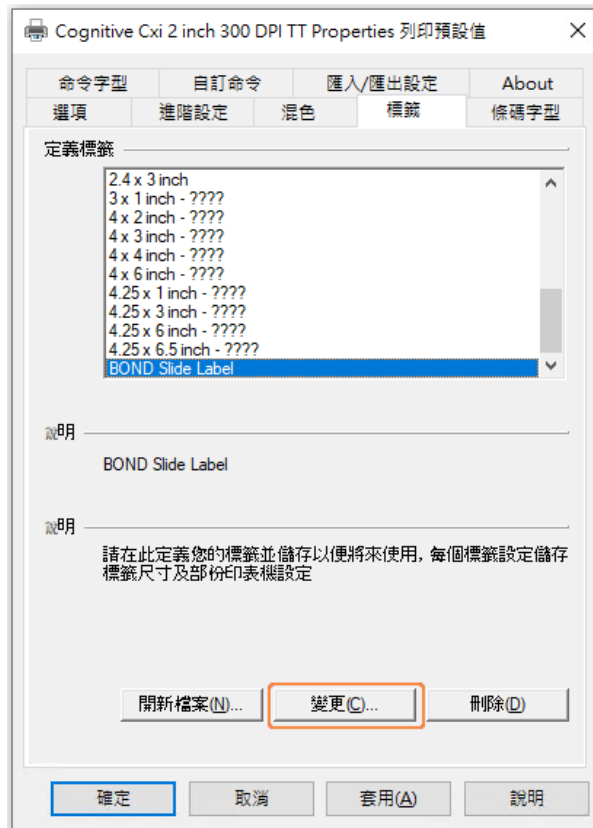 Cognitive Cxi 2 inch 300 DPI TT Properties 列印預設值
命令字型 自訂命令 匯入/匯出設定 About
選項 進階設定 混色 標籤 條碼字型
定義標籤
2.4 x 3 inch
3 x 1 inch - ????
4 x 2 inch - ????
4 x 3 inch - ????
4 x 4 inch - ????
4 x 6 inch - ????
4.25 x 1 inch - ????
4.25 x 3 inch - ????
4.25 x 6 inch - ????
4.25 x 6.5 inch - ????
BOND Slide Label
說明
BOND Slide Label
說明
請在此定義您的標籤並儲存以便將來使用, 每個標籤設定儲存
標籤尺寸及部份印表機設定
開新檔案(N)... 變更(C)... 刪除(D)
確定 取消 套用(A) 說明